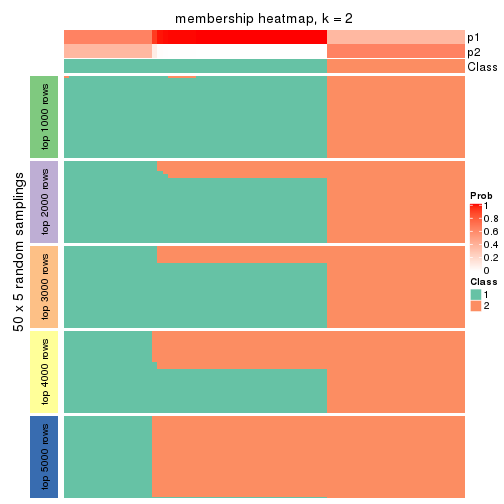 membership heatmap, k = 2
p1
p2
Class
50 x 5 random samplings
top 1000 rows
top 2000 rows
top 3000 rows
top 4000 rows
top 5000 rows
Prob
1
0.8
0.6
0.4
0.2
0
Class
1
2